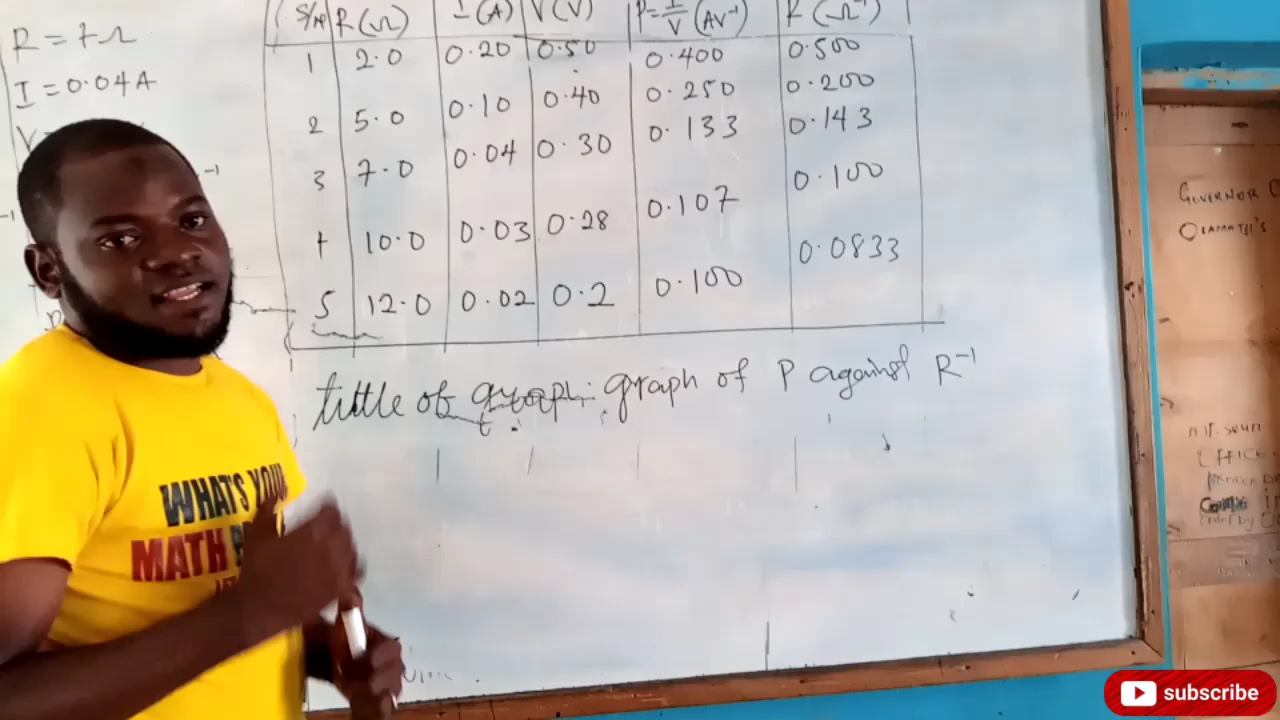 R = 7Ω
I = 0.04A
S/N R(Ω) I(A) V(V) P=I/V (AV⁻¹) R⁻¹(Ω⁻¹)
1 2.0 0.20 0.50 0.400 0.500
2 5.0 0.10 0.40 0.250 0.200
3 7.0 0.04 0.30 0.133 0.143
4 10.0 0.03 0.28 0.107 0.100
5 12.0 0.02 0.2 0.100 0.0833
tittle of graph: graph of P against R⁻¹
WHAT'S YOUR
MATH
GOVERNOR
OFFICE
subscribe